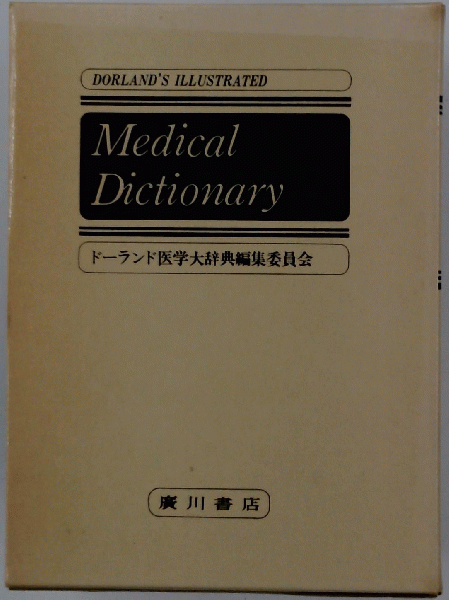 DORLAND'S ILLUSTRATED
Medical
Dictionary
ドーランド医学大辞典編集委員会
廣川書店